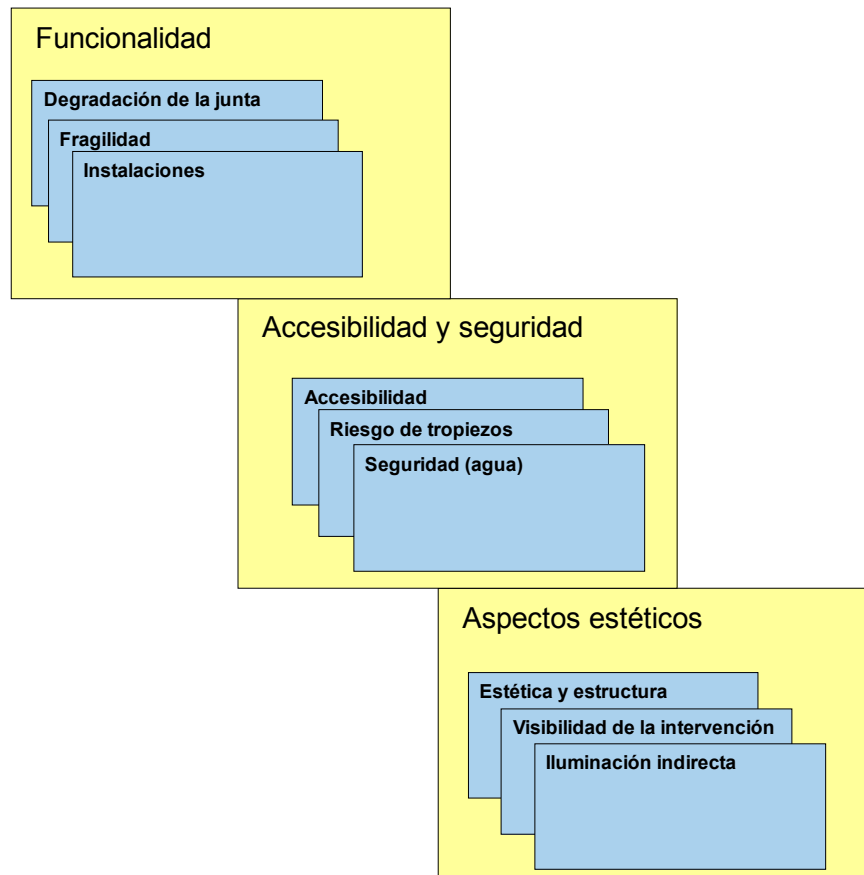 Funcionalidad
Degradación de la junta
Fragilidad
Instalaciones
Accesibilidad y seguridad
Accesibilidad
Riesgo de tropiezos
Seguridad (agua)
Aspectos estéticos
Estética y estructura
Visibilidad de la intervención
Iluminación indirecta